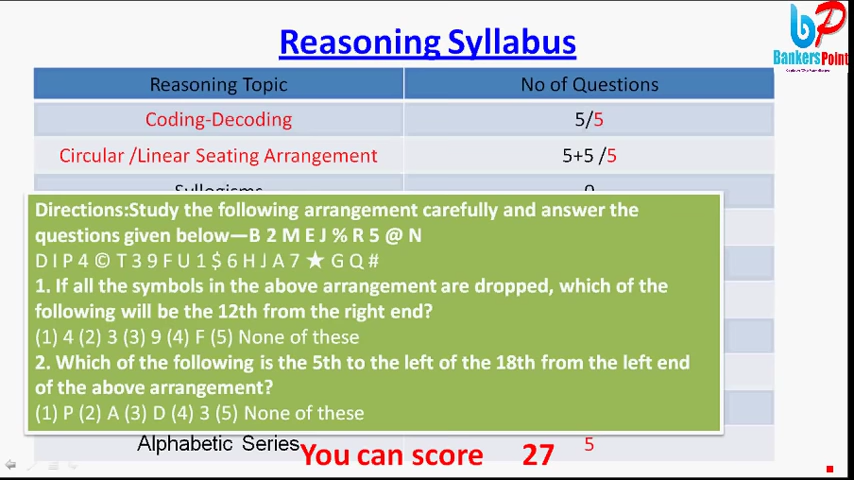 Reasoning Syllabus
BankersPoint
Reasoning Topic No of Questions
Coding-Decoding 5/5
Circular /Linear Seating Arrangement 5+5 /5
Syllogisms 0
Directions:Study the following arrangement carefully and answer the
questions given below—B 2 M E J % R 5 @ N
D I P 4 © T 3 9 F U 1 $ 6 H J A 7 ★ G Q #
1. If all the symbols in the above arrangement are dropped, which of the
following will be the 12th from the right end?
(1) 4 (2) 3 (3) 9 (4) F (5) None of these
2. Which of the following is the 5th to the left of the 18th from the left end
of the above arrangement?
(1) P (2) A (3) D (4) 3 (5) None of these
Alphabetic Series 5
You can score 27